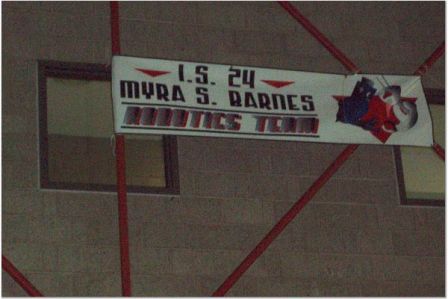 I.S. 24
MYRA S. BARNES
ROBOTICS TEAM